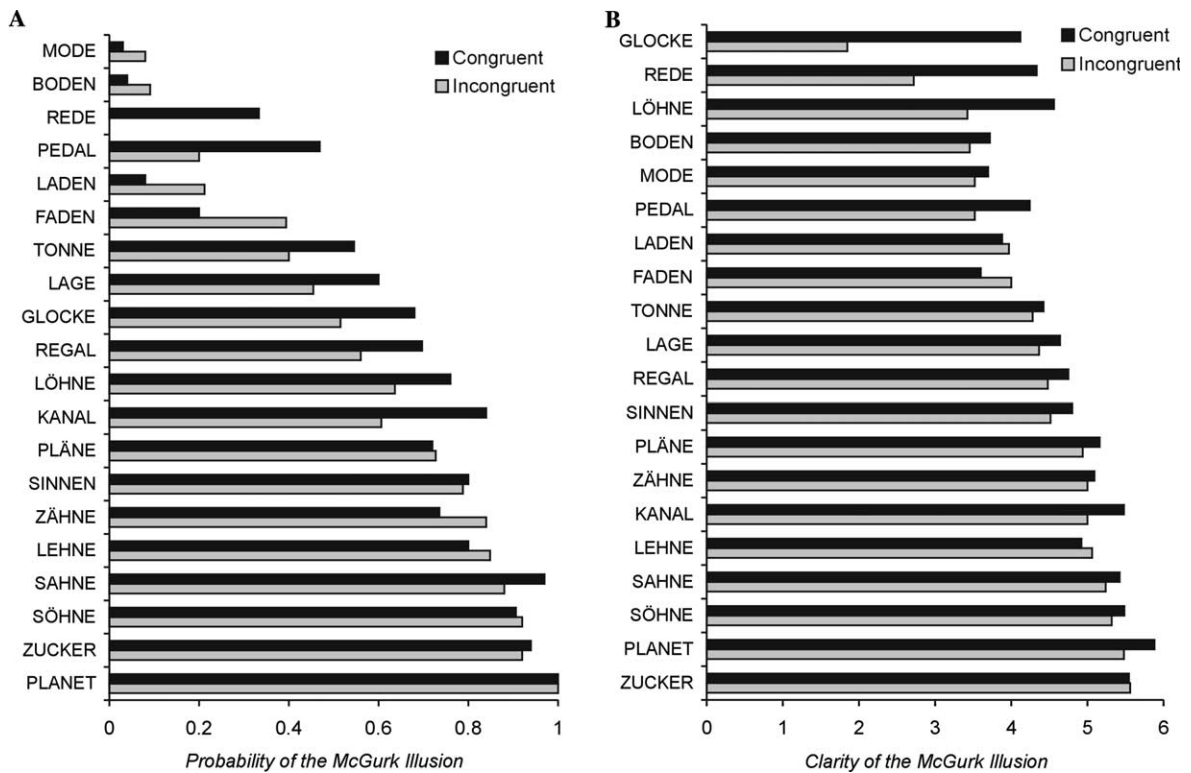 A
MODE
BODEN
REDE
PEDAL
LADEN
FADEN
TONNE
LAGE
GLOCKE
REGAL
LÖHNE
KANAL
PLÄNE
SINNEN
ZÄHNE
LEHNE
SAHNE
SÖHNE
ZUCKER
PLANET
Congruent
Incongruent
0 0.2 0.4 0.6 0.8 1
Probability of the McGurk Illusion
B
GLOCKE
REDE
LÖHNE
BODEN
MODE
PEDAL
LADEN
FADEN
TONNE
LAGE
REGAL
SINNEN
PLÄNE
ZÄHNE
KANAL
LEHNE
SAHNE
SÖHNE
PLANET
ZUCKER
Congruent
Incongruent
0 1 2 3 4 5 6
Clarity of the McGurk Illusion